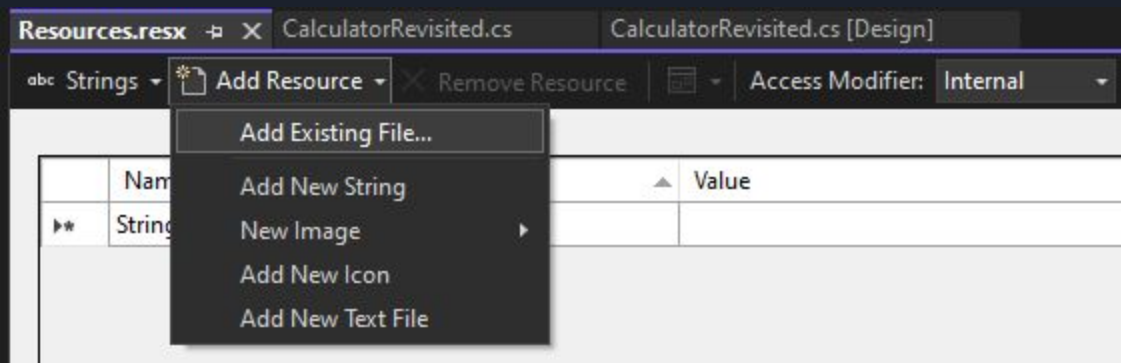 Resources.resx CalculatorRevisited.cs CalculatorRevisited.cs [Design]
abc Strings Add Resource Remove Resource Access Modifier: Internal
Add Existing File...
Nam Value
Add New String
String
New Image
Add New Icon
Add New Text File